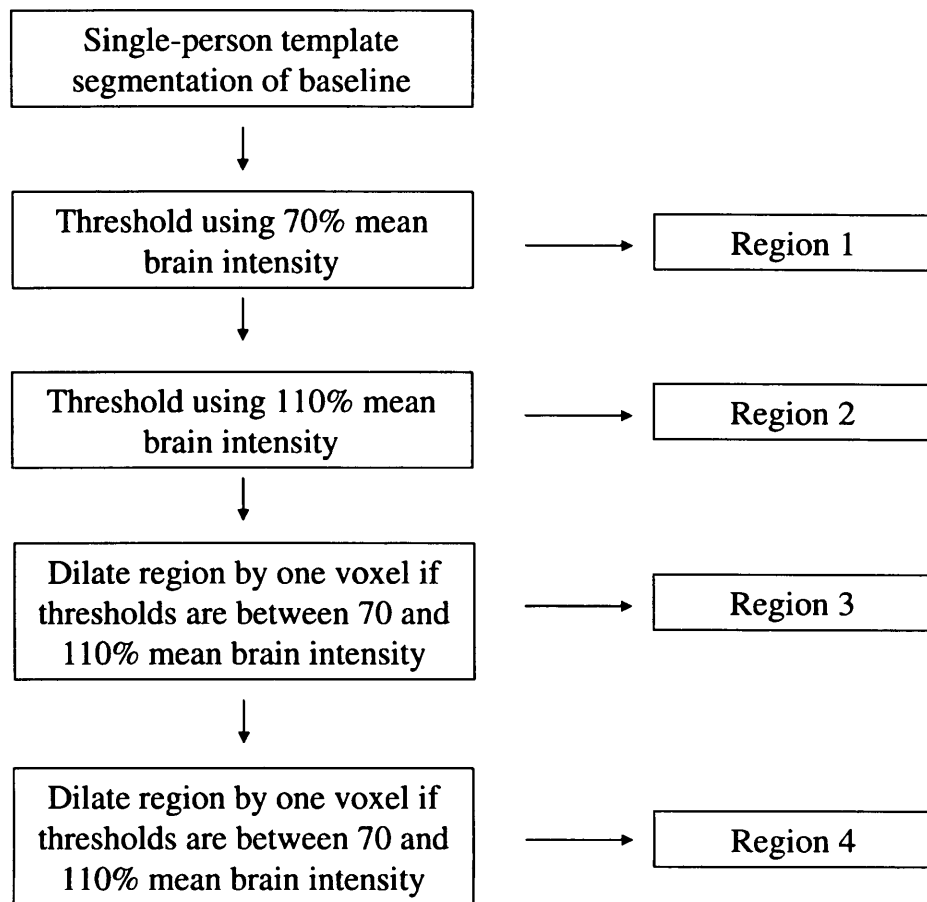 Single-person template
segmentation of baseline
Threshold using 70% mean
brain intensity
Region 1
Threshold using 110% mean
brain intensity
Region 2
Dilate region by one voxel if
thresholds are between 70 and
110% mean brain intensity
Region 3
Dilate region by one voxel if
thresholds are between 70 and
110% mean brain intensity
Region 4